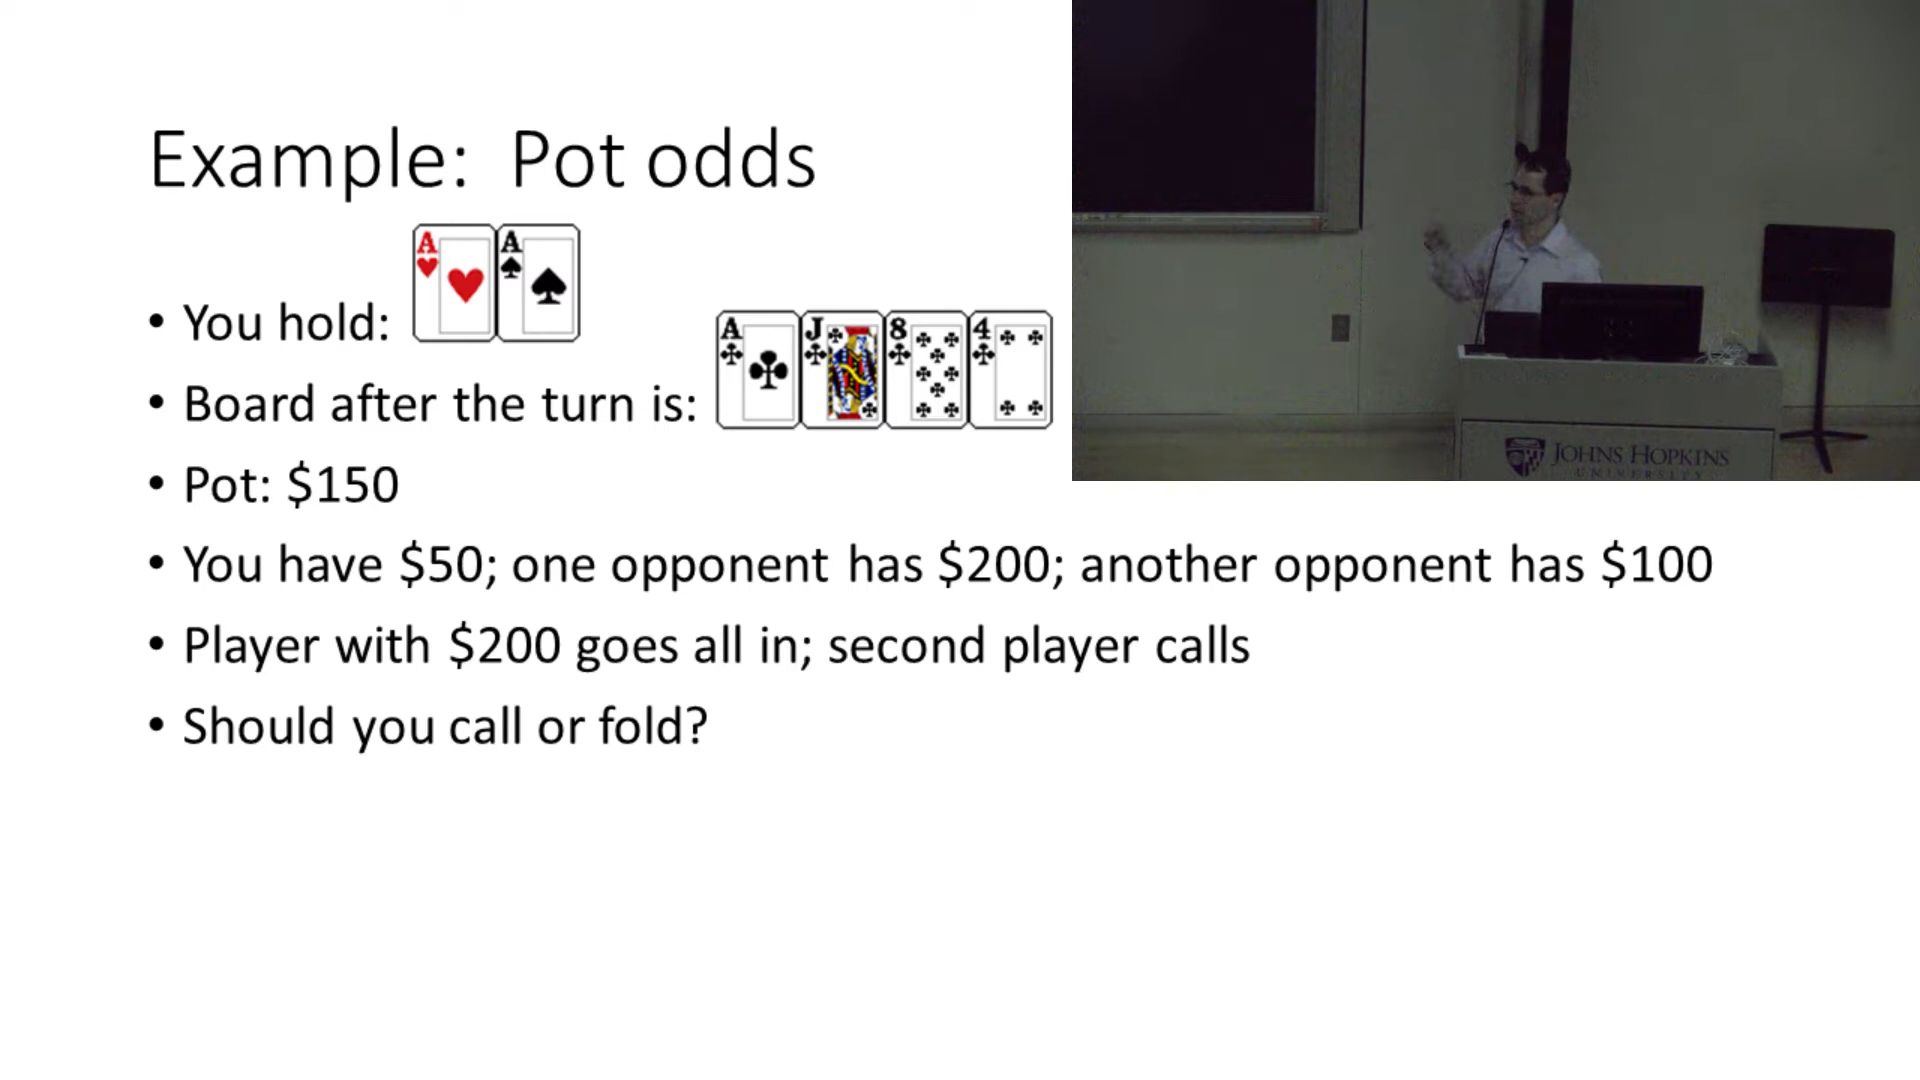 Example: Pot odds
• You hold:
A A
• Board after the turn is:
A J 8 4
• Pot: $150
• You have $50; one opponent has $200; another opponent has $100
• Player with $200 goes all in; second player calls
• Should you call or fold?
JOHNS HOPKINS
UNIVERSITY